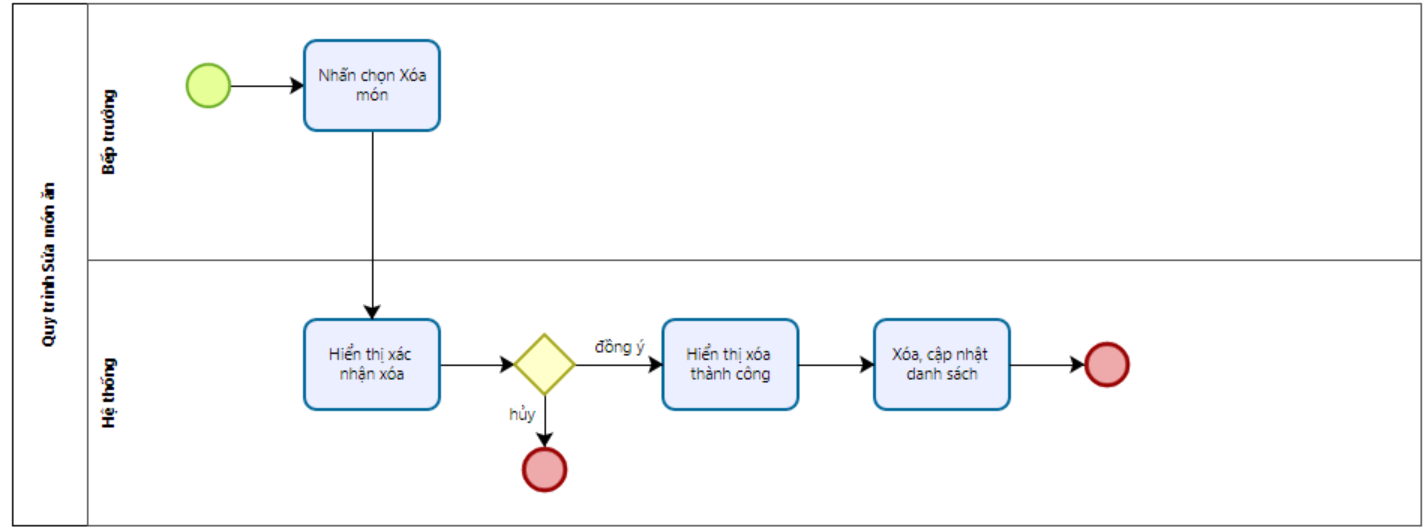 Quy trình Sửa món ăn
Bếp trưởng
Nhấn chọn Xóa
món
Hệ thống
Hiển thị xác
nhận xóa
đồng ý
hủy
Hiển thị xóa
thành công
Xóa, cập nhật
danh sách